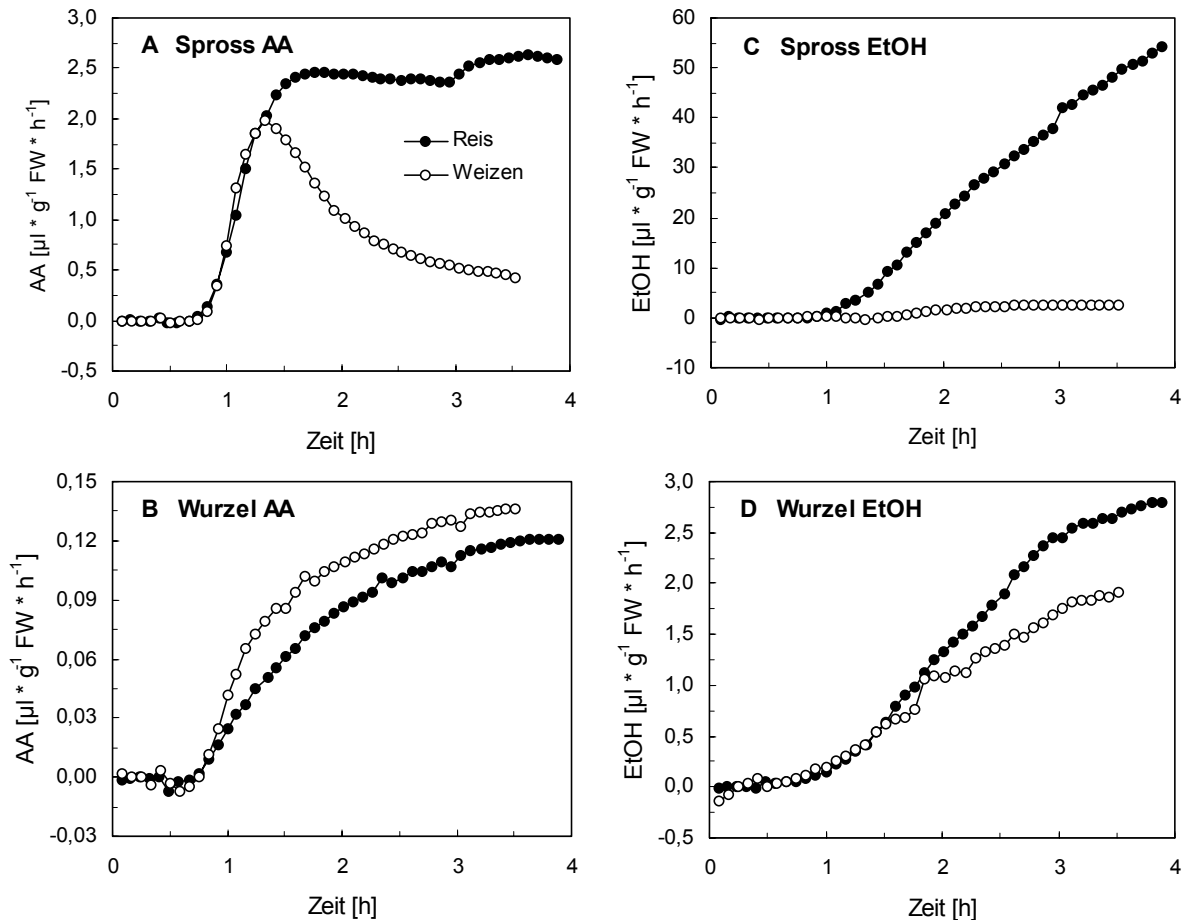 A Spross AA
3,0
2,5
2,0
1,5
1,0
0,5
0,0
-0,5
AA [µl * g-1 FW * h-1]
Reis
Weizen
0 1 2 3 4
Zeit [h]
C Spross EtOH
60
50
40
30
20
10
0
-10
EtOH [µl * g-1 FW * h-1]
0 1 2 3 4
Zeit [h]
B Wurzel AA
0,15
0,12
0,09
0,06
0,03
0,00
-0,03
AA [µl * g-1 FW * h-1]
0 1 2 3 4
Zeit [h]
D Wurzel EtOH
3,0
2,5
2,0
1,5
1,0
0,5
0,0
-0,5
EtOH [µl * g-1 FW * h-1]
0 1 2 3 4
Zeit [h]